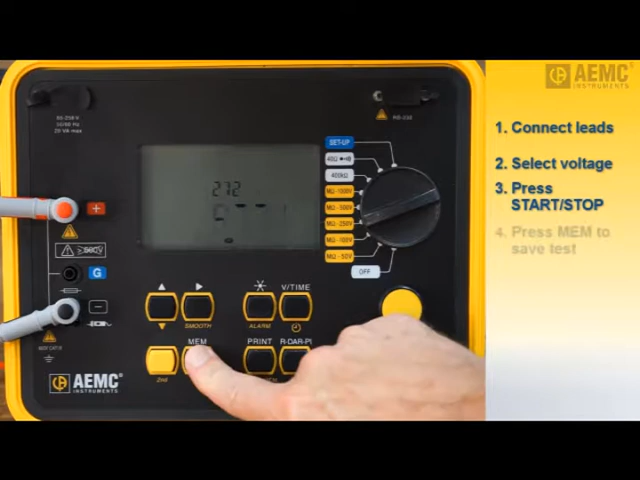 AEMC
INSTRUMENTS
1. Connect leads
2. Select voltage
3. Press
START/STOP
4. Press MEM to
save test
RS-232
SET-UP
400kΩ
MΩ - 1000V
MΩ - 500V
MΩ - 250V
MΩ - 100V
MΩ - 50V
OFF
272
+
G
-
SMOOTH
ALARM
V/TIME
MEM
PRINT
R-DAR-PI
2nd
AEMC
INSTRUMENTS